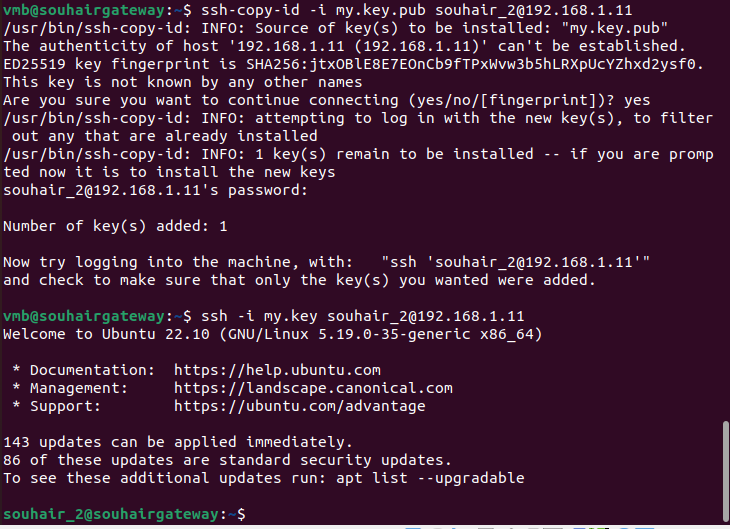 vmb@souhairgateway:~$ ssh-copy-id -i my.key.pub souhair_2@192.168.1.11
/usr/bin/ssh-copy-id: INFO: Source of key(s) to be installed: "my.key.pub"
The authenticity of host '192.168.1.11 (192.168.1.11)' can't be established.
ED25519 key fingerprint is SHA256:jtxOBlE8E7EOnCb9fTPxWvw3b5hLRXpUcYZhxd2ysf0.
This key is not known by any other names
Are you sure you want to continue connecting (yes/no/[fingerprint])? yes
/usr/bin/ssh-copy-id: INFO: attempting to log in with the new key(s), to filter
out any that are already installed
/usr/bin/ssh-copy-id: INFO: 1 key(s) remain to be installed -- if you are promp
ted now it is to install the new keys
souhair_2@192.168.1.11's password:
Number of key(s) added: 1
Now try logging into the machine, with:   "ssh 'souhair_2@192.168.1.11'"
and check to make sure that only the key(s) you wanted were added.
vmb@souhairgateway:~$ ssh -i my.key souhair_2@192.168.1.11
Welcome to Ubuntu 22.10 (GNU/Linux 5.19.0-35-generic x86_64)
* Documentation:  https://help.ubuntu.com
* Management:     https://landscape.canonical.com
* Support:        https://ubuntu.com/advantage
143 updates can be applied immediately.
86 of these updates are standard security updates.
To see these additional updates run: apt list --upgradable
souhair_2@souhairgateway:~$